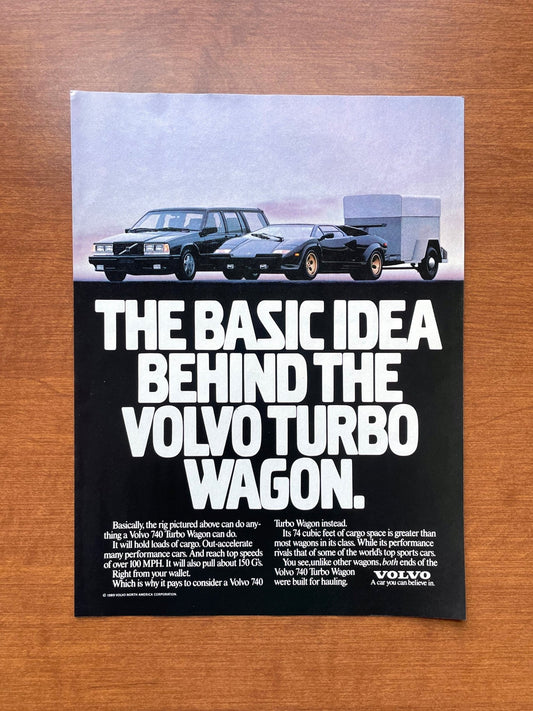 THE BASIC IDEA
BEHIND THE
VOLVO TURBO
WAGON.
Basically, the rig pictured above can do any-
thing a Volvo 740 Turbo Wagon can do.
It will hold loads of cargo. Out-accelerate
many performance cars. And reach top speeds
of over 100 MPH. It will also pull about 150 G's.
Right from your wallet.
Which is why it pays to consider a Volvo 740
Turbo Wagon instead.
Its 74 cubic feet of cargo space is greater than
most wagons in its class. While its performance
rivals that of some of the world's top sports cars.
You see, unlike other wagons, both ends of the
Volvo 740 Turbo Wagon
were built for hauling.
VOLVO
A car you can believe in.
© 1989 VOLVO NORTH AMERICA CORPORATION.